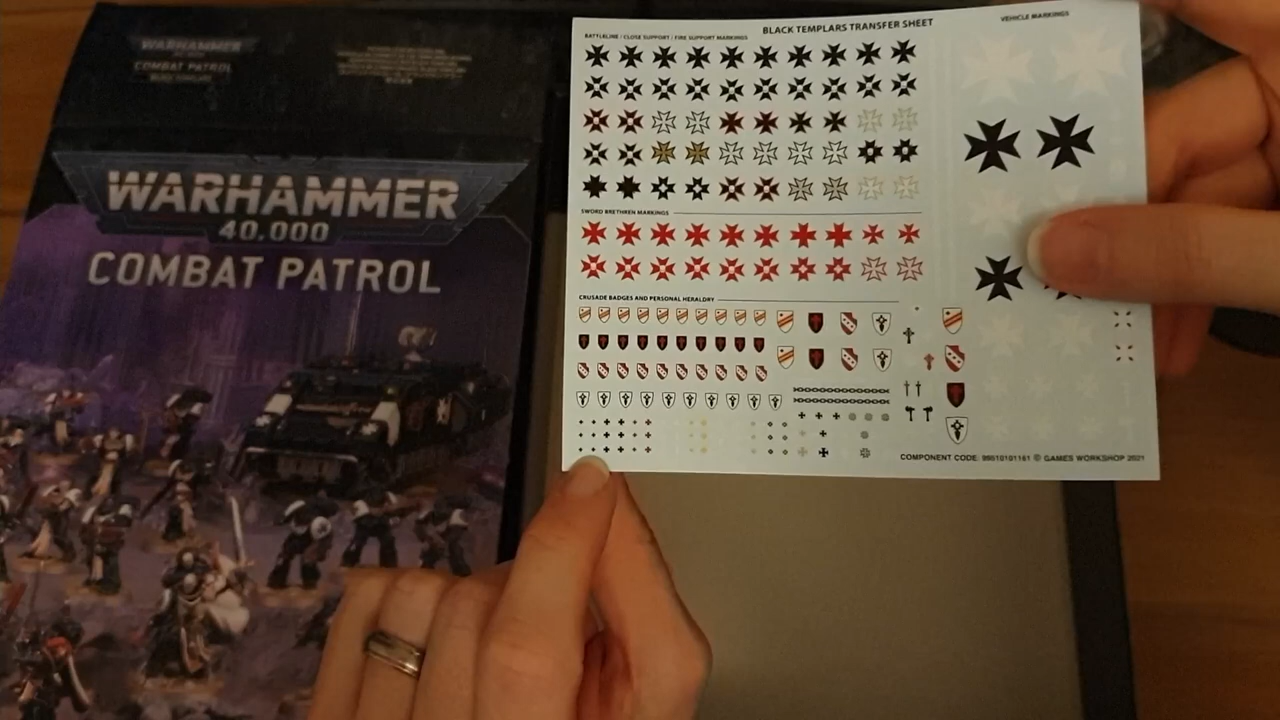 WARHAMMER
COMBAT PATROL
WARHAMMER
40,000
COMBAT PATROL
BLACK TEMPLARS TRANSFER SHEET
VEHICLE MARKINGS
BATTLELINE / CLOSE SUPPORT / FIRE SUPPORT MARKINGS
SWORD BRETHREN MARKINGS
CRUSADE BADGES AND PERSONAL HERALDRY
COMPONENT CODE: 99510101161 © GAMES WORKSHOP 2021